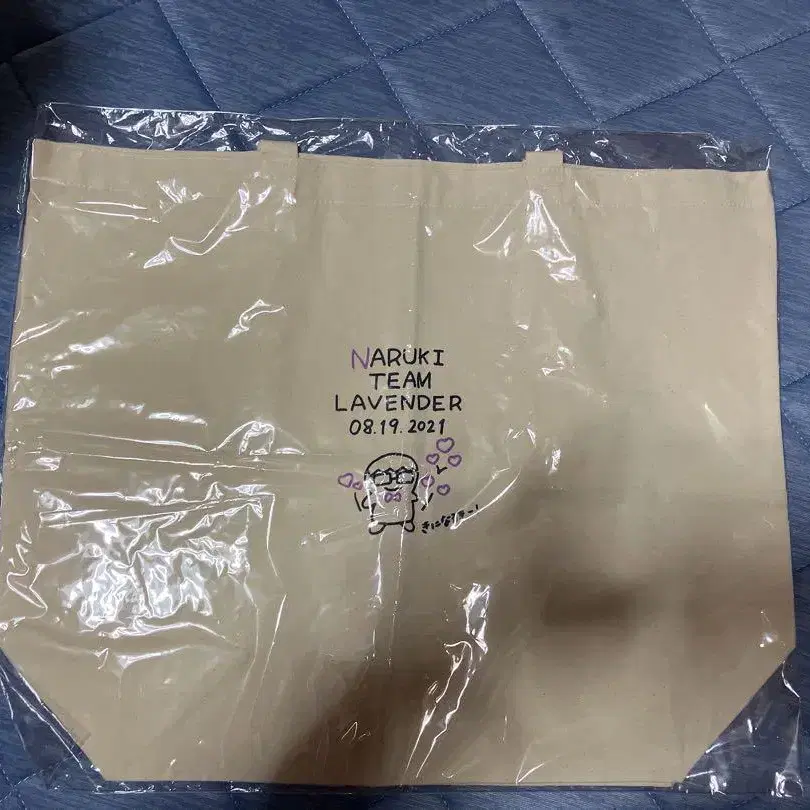 NARUKI
TEAM
LAVENDER
08.19.2021